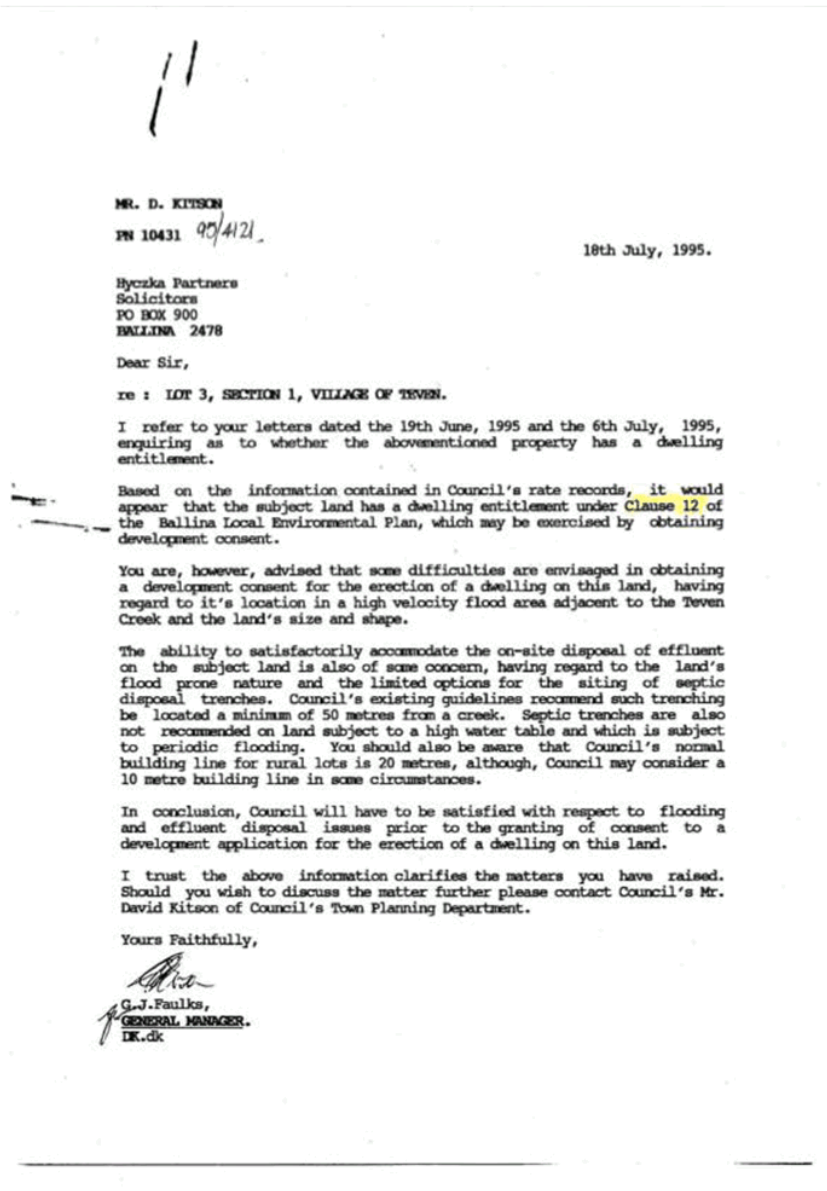 MR. D. KITSON
PN 10431 90/4121.
18th July, 1995.
Hyczka Partners
Solicitors
PO BOX 900
BALLINA 2478
Dear Sir,
re : LOT 3, SECTION 1, VILLAGE OF TEVEN.
I refer to your letters dated the 19th June, 1995 and the 6th July, 1995,
enquiring as to whether the abovementioned property has a dwelling
entitlement.
Based on the information contained in Council's rate records, it would
appear that the subject land has a dwelling entitlement under Clause 12 of
the Ballina Local Environmental Plan, which may be exercised by obtaining
development consent.
You are, however, advised that some difficulties are envisaged in obtaining
a development consent for the erection of a dwelling on this land, having
regard to it's location in a high velocity flood area adjacent to the Teven
Creek and the land's size and shape.
The ability to satisfactorily accommodate the on-site disposal of effluent
on the subject land is also of some concern, having regard to the land's
flood prone nature and the limited options for the siting of septic
disposal trenches. Council's existing guidelines recommend such trenching
be located a minimum of 50 metres from a creek. Septic trenches are also
not recommended on land subject to a high water table and which is subject
to periodic flooding. You should also be aware that Council's normal
building line for rural lots is 20 metres, although, Council may consider a
10 metre building line in some circumstances.
In conclusion, Council will have to be satisfied with respect to flooding
and effluent disposal issues prior to the granting of consent to a
development application for the erection of a dwelling on this land.
I trust the above information clarifies the matters you have raised.
Should you wish to discuss the matter further please contact Council's Mr.
David Kitson of Council's Town Planning Department.
Yours Faithfully,
G.J.Faulks,
GENERAL MANAGER.
DK.dk